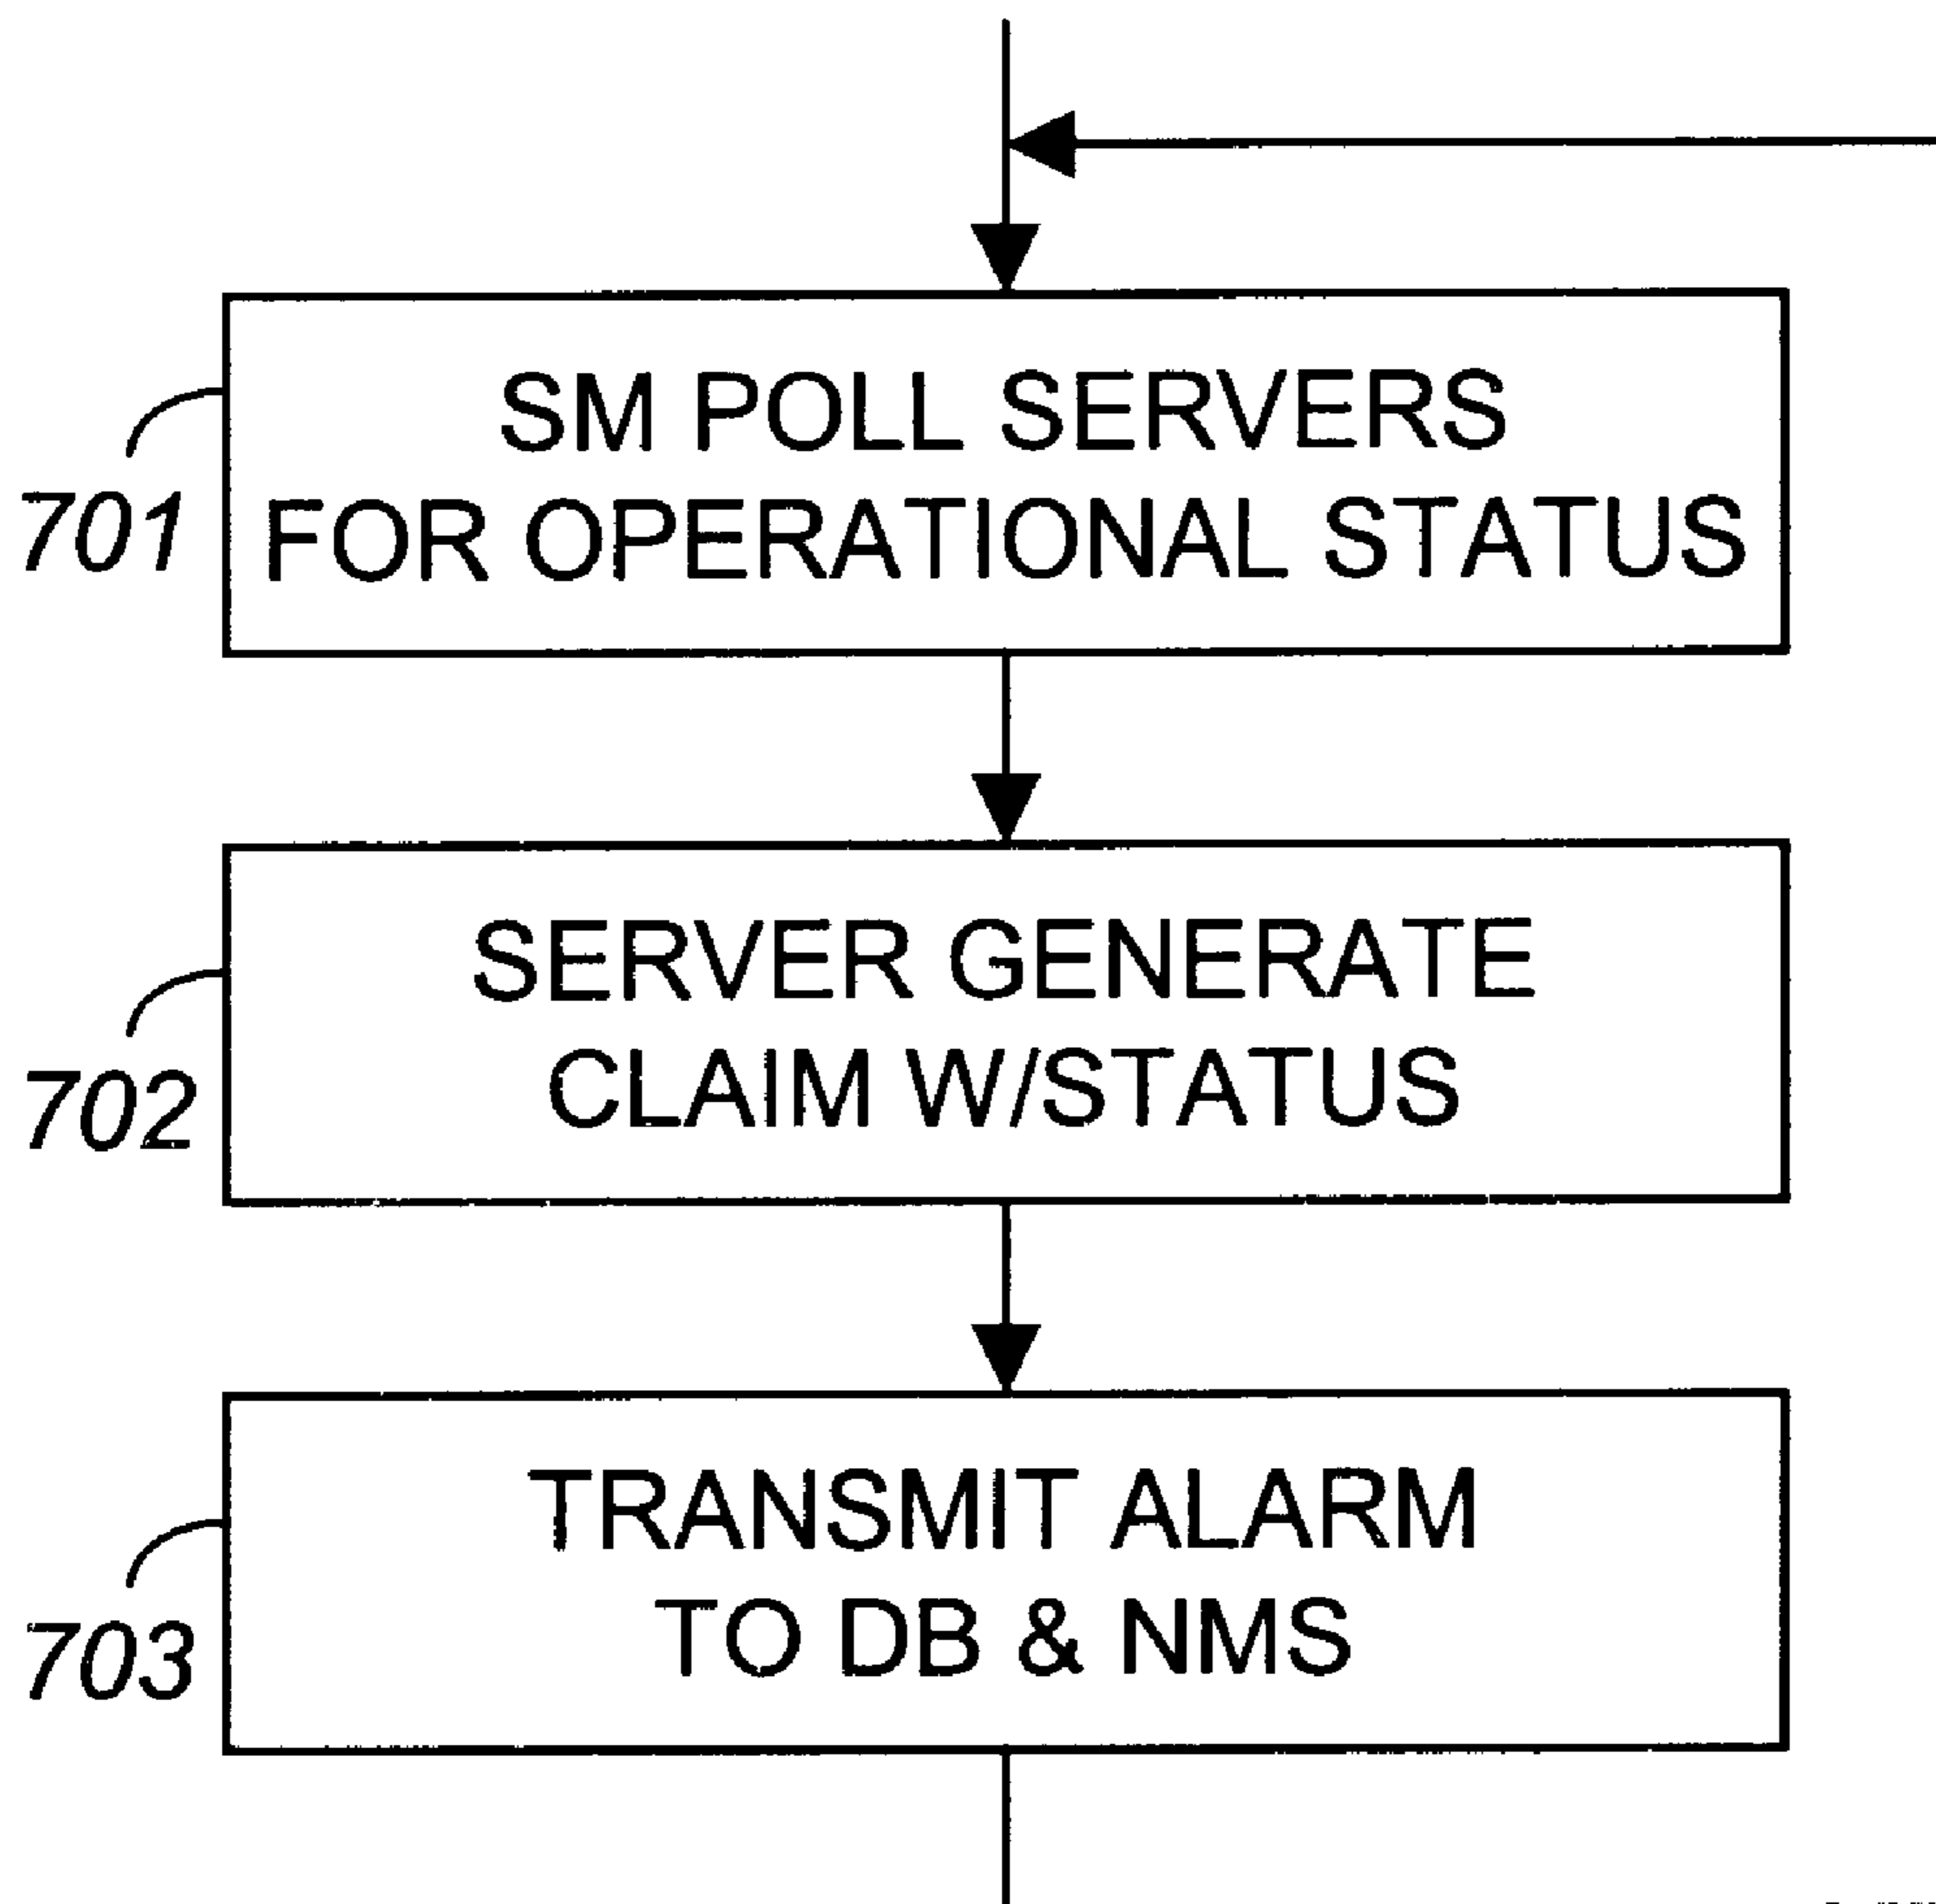 SM POLL SERVERS
FOR OPERATIONAL STATUS
701
SERVER GENERATE
CLAIM W/STATUS
702
TRANSMIT ALARM
TO DB & NMS
703